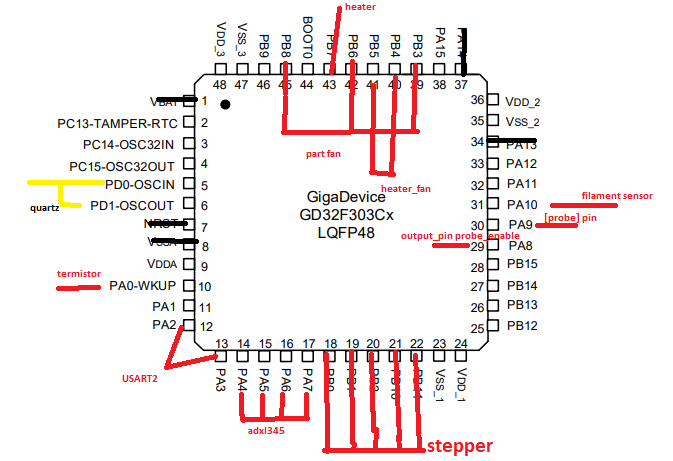 heater
VDD_3
VSS_3
PB9
PB8
BOOT0
PB7
PB6
PB5
PB4
PB3
PA15
48 47 46 45 44 43 42 41 40 39 38 37
VBAT 1
PC13-TAMPER-RTC 2
PC14-OSC32IN 3
PC15-OSC32OUT 4
PD0-OSCIN 5
PD1-OSCOUT 6
quartz
NRST 7
VSSA 8
VDDA 9
termistor
PA0-WKUP 10
PA1 11
PA2 12
USART2
part fan
heater_fan
GigaDevice
GD32F303Cx
LQFP48
36 VDD_2
35 VSS_2
34 PA13
33 PA12
32 PA11
filament sensor
31 PA10
[probe] pin
30 PA9
output_pin probe_enable
29 PA8
28 PB15
27 PB14
26 PB13
25 PB12
13 14 15 16 17 18 19 20 21 22 23 24
PA3
PA4
PA5
PA6
PA7
PB0
PB1
PB2
PB10
PB11
VSS_1
VDD_1
adxl345
stepper